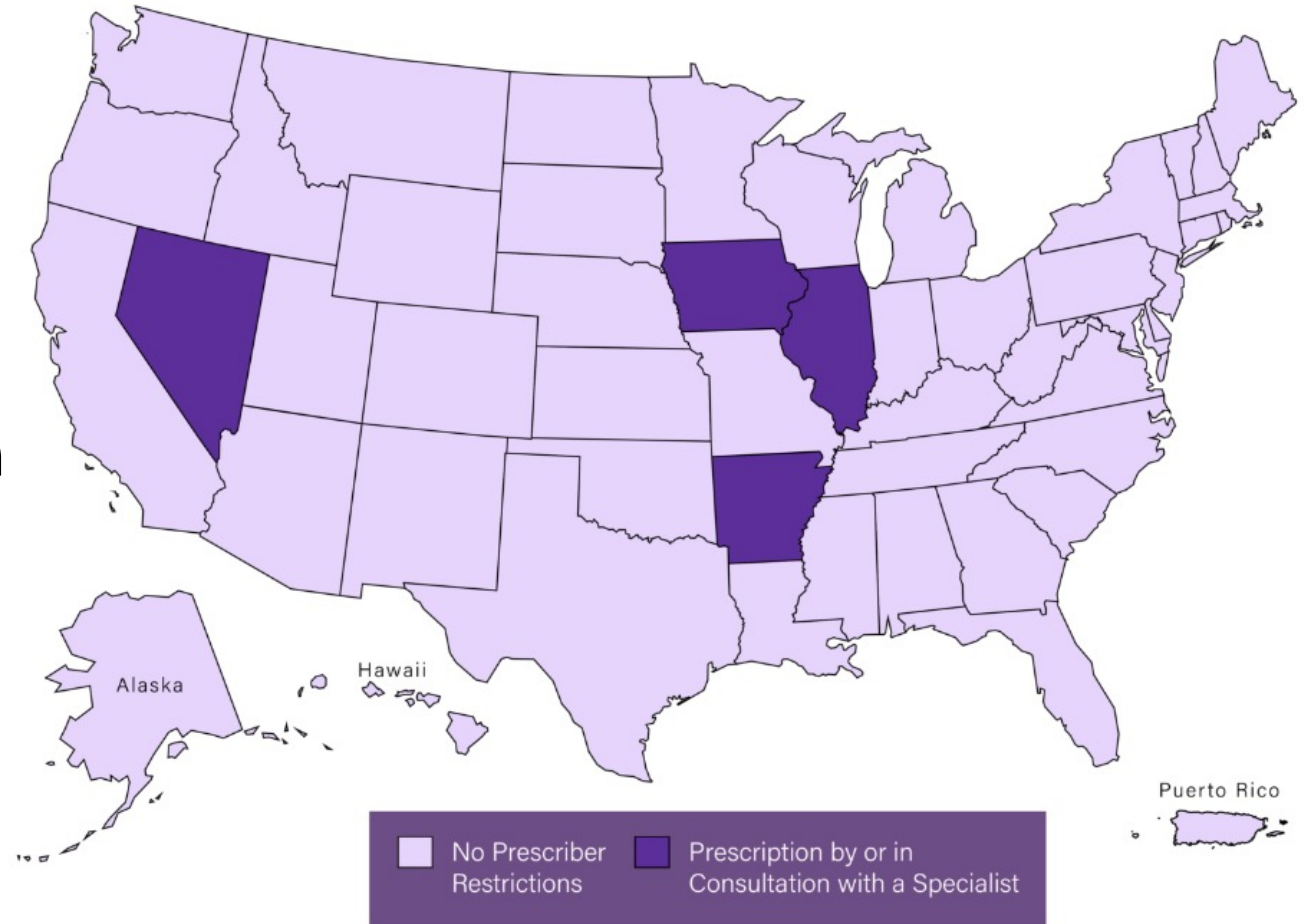 Alaska
Hawaii
Puerto Rico
No Prescriber
Restrictions
Prescription by or in
Consultation with a Specialist